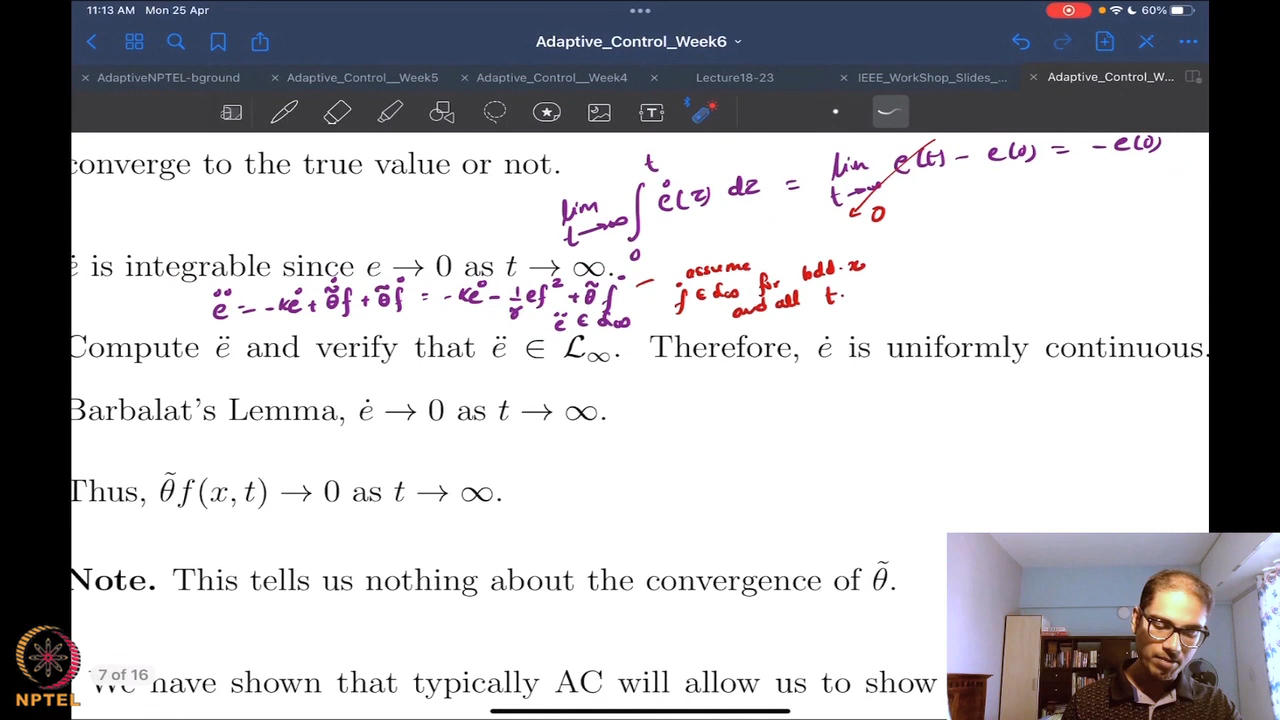 11:13 AM Mon 25 Apr
60%
Adaptive_Control_Week6
AdaptiveNPTEL-bground
Adaptive_Control__Week5
Adaptive_Control__Week4
Lecture18-23
IEEE_WorkShop_Slides_...
Adaptive_Control_W...
converge to the true value or not.
lim t→∞ ∫₀ᵗ ė(τ) dτ = lim t→∞ e(t) - e(0) = -e(0)
0
ė is integrable since e → 0 as t → ∞.
ë = -kė + θ̃̇f + θ̃ḟ = -kė - 1/γ ef² + θ̃ḟ
assume ḟ ∈ L∞ for bdd. x and all t.
ë ∈ L∞
Compute ë and verify that ë ∈ L∞. Therefore, ė is uniformly continuous.
Barbalat's Lemma, ė → 0 as t → ∞.
Thus, θ̃f(x, t) → 0 as t → ∞.
Note. This tells us nothing about the convergence of θ̃.
We have shown that typically AC will allow us to show
7 of 16
NPTEL